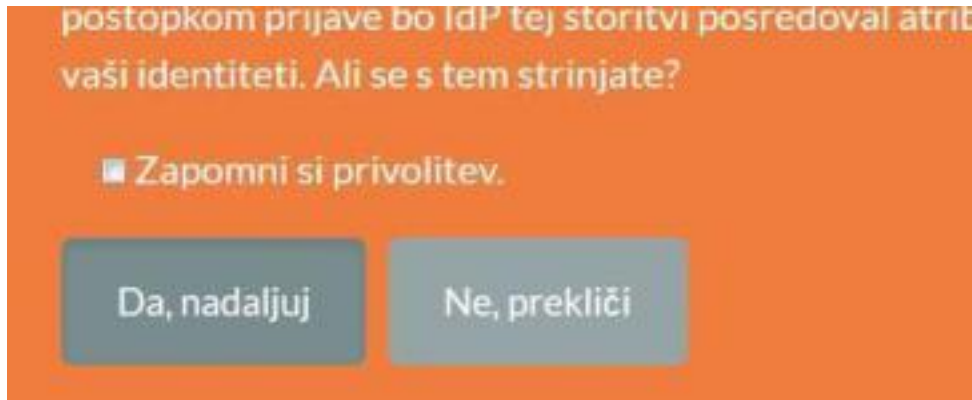 postopkom prijave bo IdP tej storitvi posredoval
vaši identiteti. Ali se s tem strinjate?
Zapomni si privolitev.
Da, nadaljuj
Ne, prekliči